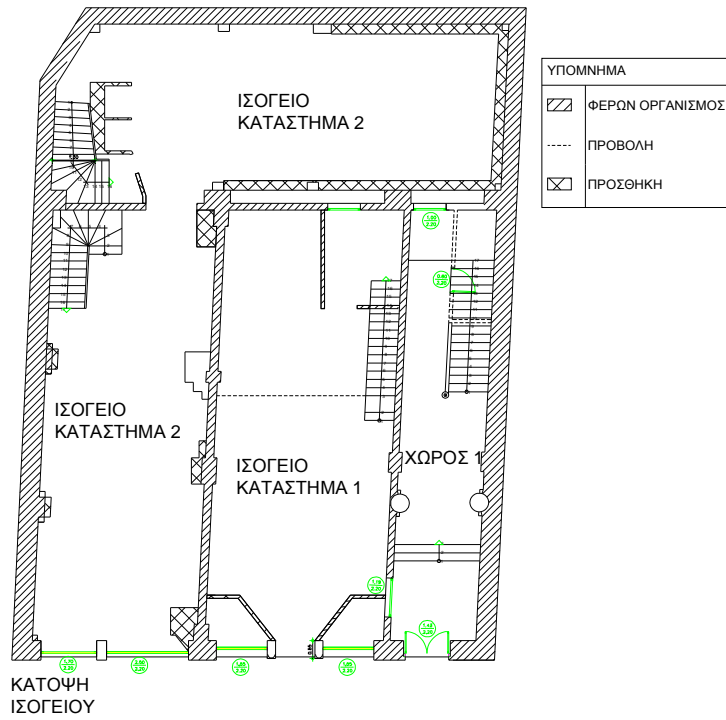 ΙΣΟΓΕΙΟ
ΚΑΤΑΣΤΗΜΑ 2
ΥΠΟΜΝΗΜΑ
ΦΕΡΩΝ ΟΡΓΑΝΙΣΜΟΣ
ΠΡΟΒΟΛΗ
ΠΡΟΣΘΗΚΗ
ΙΣΟΓΕΙΟ
ΚΑΤΑΣΤΗΜΑ 2
ΙΣΟΓΕΙΟ
ΚΑΤΑΣΤΗΜΑ 1
ΧΩΡΟΣ 1
ΚΑΤΟΨΗ
ΙΣΟΓΕΙΟΥ